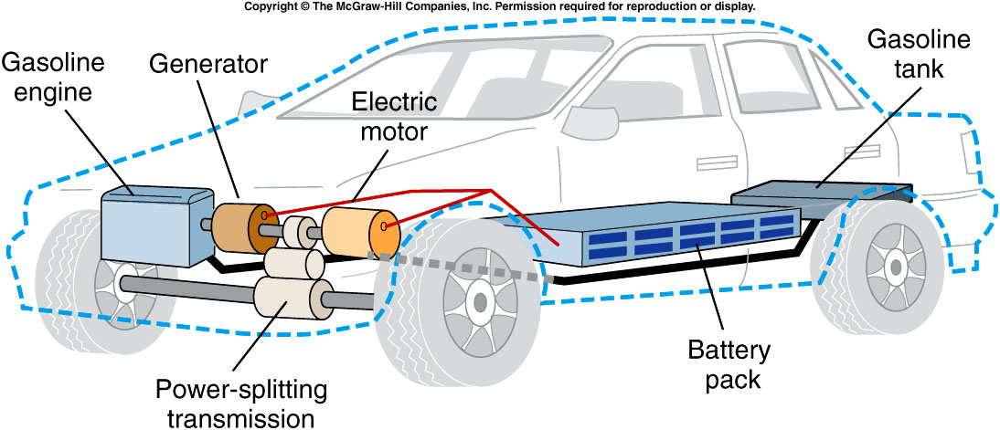 Copyright © The McGraw-Hill Companies, Inc. Permission required for reproduction or display.
Gasoline
engine
Generator
Electric
motor
Gasoline
tank
Power-splitting
transmission
Battery
pack